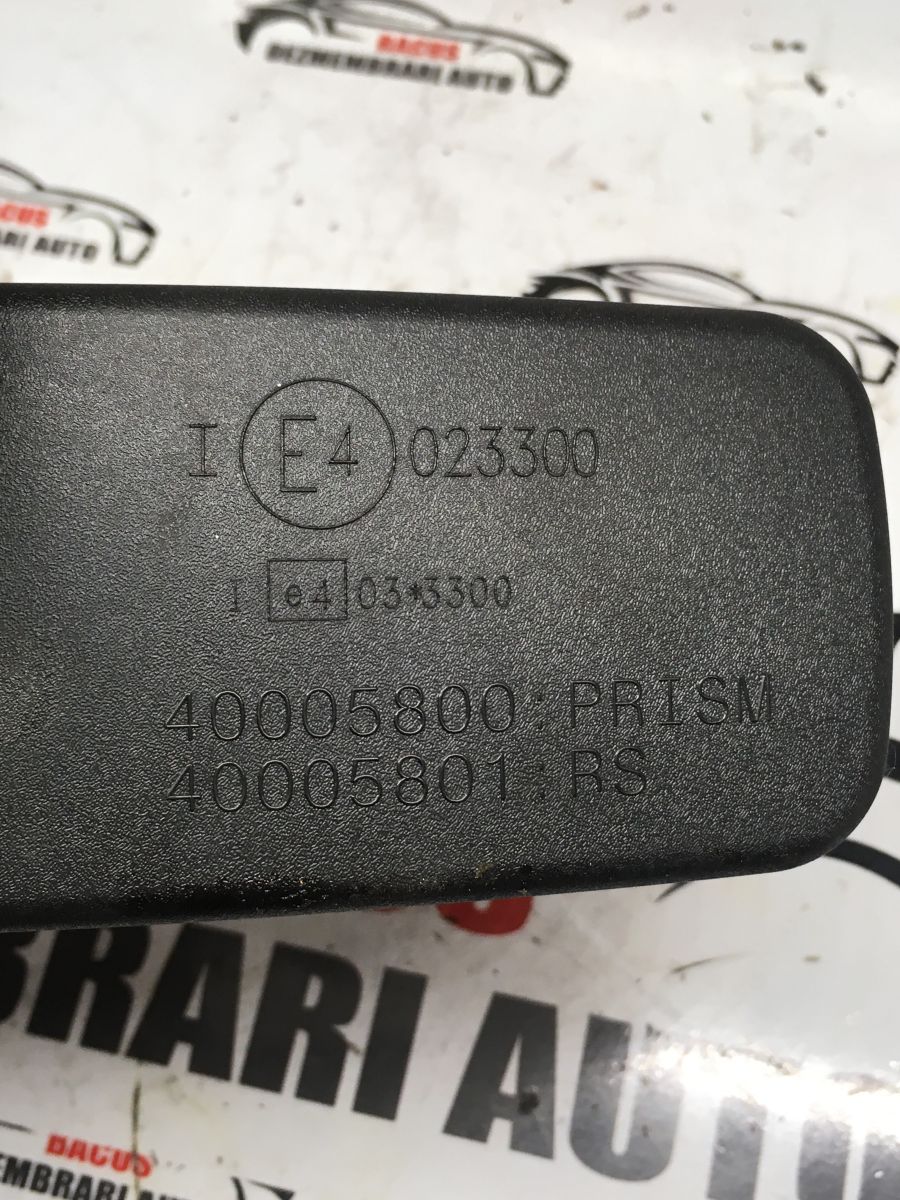 BACUS
DEZMEMBRARI AUTO
BACUS
RARI AUTO
I E4 023300
I e4 03*3300
40005800:PRISM
40005801:RS
BRARI AUTO
BACUS
EMBRARI AUTO